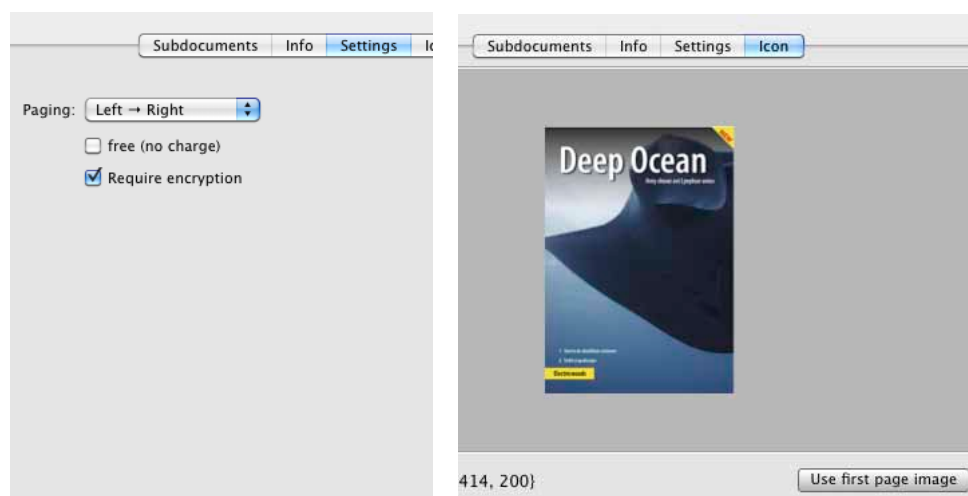 Subdocuments Info Settings
Paging: Left → Right
free (no charge)
Require encryption
Subdocuments Info Settings Icon
NEW
Deep Ocean
414, 200}
Use first page image